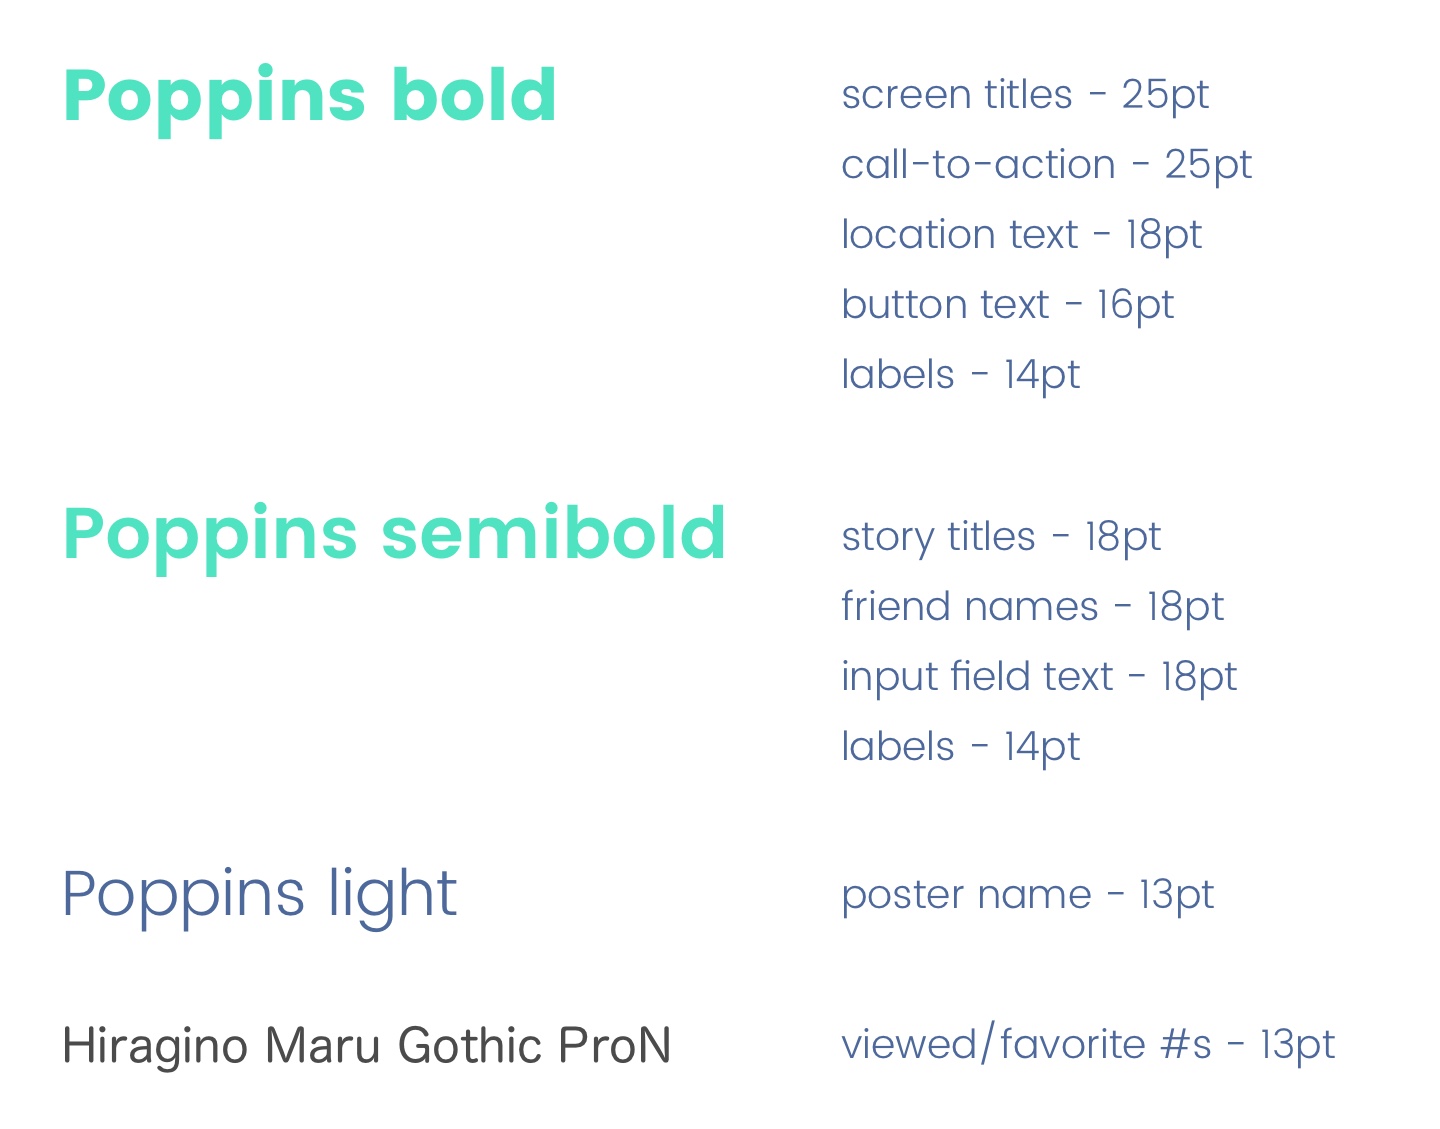 Poppins bold
screen titles - 25pt
call-to-action - 25pt
location text - 18pt
button text - 16pt
labels - 14pt
Poppins semibold
story titles - 18pt
friend names - 18pt
input field text - 18pt
labels - 14pt
Poppins light
poster name - 13pt
Hiragino Maru Gothic ProN
viewed/favorite #s - 13pt